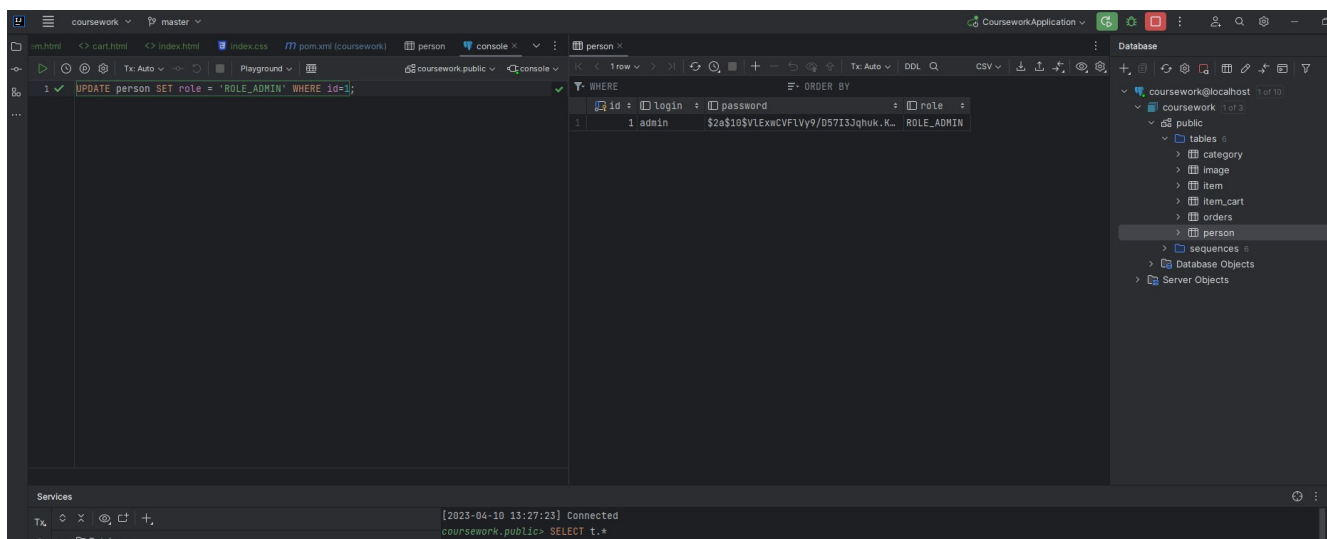 coursework master CourseworkApplication
em.html cart.html index.html index.css pom.xml (coursework) person console
person
Database
Tx: Auto Playground coursework.public console
1 row Tx: Auto DDL CSV
1 UPDATE person SET role = 'ROLE_ADMIN' WHERE id=1;
WHERE ORDER BY
id login password role
1 1 admin $2a$10$VlExwCVFlVy9/D57I3Jqhuk.K… ROLE_ADMIN
coursework@localhost 1 of 10
coursework 1 of 3
public
tables 6
category
image
item
item_cart
orders
person
sequences 6
Database Objects
Server Objects
Services
Tx
[2023-04-10 13:27:23] Connected
coursework.public> SELECT t.*